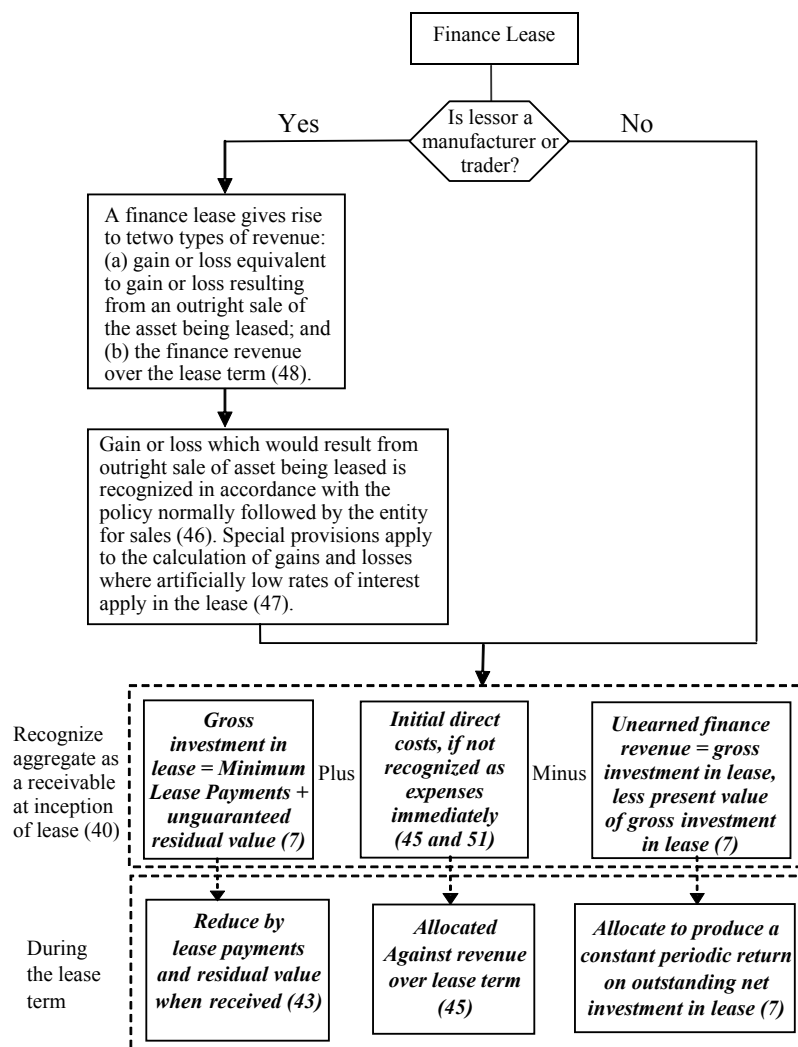 Finance Lease
Is lessor a
manufacturer or
trader?
Yes
No
A finance lease gives rise
to tetwo types of revenue:
(a) gain or loss equivalent
to gain or loss resulting
from an outright sale of
the asset being leased; and
(b) the finance revenue
over the lease term (48).
Gain or loss which would result from
outright sale of asset being leased is
recognized in accordance with the
policy normally followed by the entity
for sales (46). Special provisions apply
to the calculation of gains and losses
where artificially low rates of interest
apply in the lease (47).
Recognize
aggregate as
a receivable
at inception
of lease (40)
Gross
investment in
lease = Minimum
Lease Payments +
unguaranteed
residual value (7)
Plus
Initial direct
costs, if not
recognized as
expenses
immediately
(45 and 51)
Minus
Unearned finance
revenue = gross
investment in lease,
less present value
of gross investment
in lease (7)
During
the lease
term
Reduce by
lease payments
and residual value
when received (43)
Allocated
Against revenue
over lease term
(45)
Allocate to produce a
constant periodic return
on outstanding net
investment in lease (7)